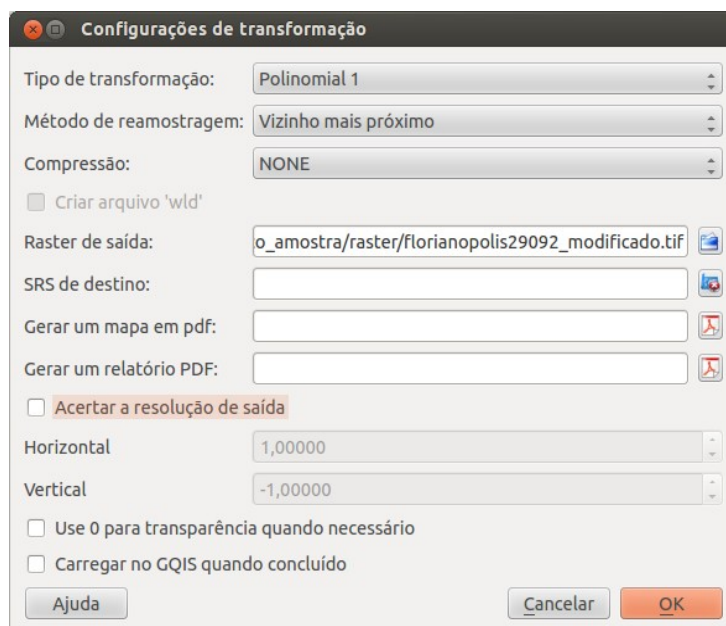 Configurações de transformação
Tipo de transformação: Polinomial 1
Método de reamostragem: Vizinho mais próximo
Compressão: NONE
Criar arquivo 'wld'
Raster de saída: o_amostra/raster/florianopolis29092_modificado.tif
SRS de destino:
Gerar um mapa em pdf:
Gerar um relatório PDF:
Acertar a resolução de saída
Horizontal 1,00000
Vertical -1,00000
Use 0 para transparência quando necessário
Carregar no GQIS quando concluído
Ajuda Cancelar OK